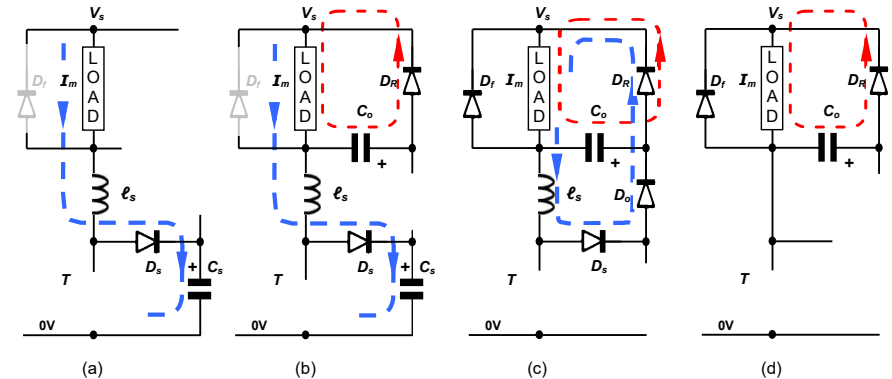 Vs
Df
Im
LOAD
ℓs
Ds
+
Cs
T
0V
(a)
Vs
Df
Im
LOAD
DR
Co
+
ℓs
Ds
+
Cs
T
0V
(b)
Vs
Df
Im
LOAD
DR
Co
+
ℓs
Do
Ds
T
0V
(c)
Vs
Df
Im
LOAD
DR
Co
+
T
0V
(d)